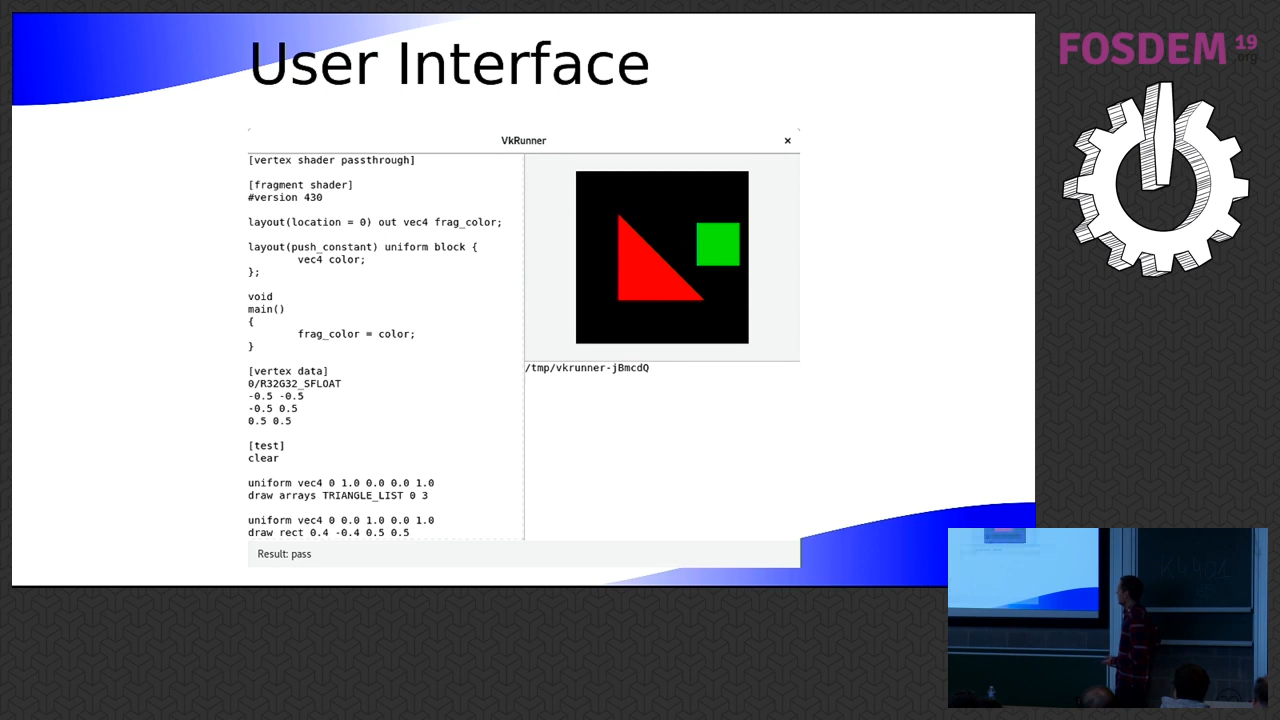 User Interface
FOSDEM 19
.org
VkRunner
[vertex shader passthrough]
[fragment shader]
#version 430
layout(location = 0) out vec4 frag_color;
layout(push_constant) uniform block {
vec4 color;
};
void
main()
{
frag_color = color;
}
[vertex data]
0/R32G32_SFLOAT
-0.5 -0.5
-0.5 0.5
0.5 0.5
[test]
clear
uniform vec4 0 1.0 0.0 0.0 1.0
draw arrays TRIANGLE_LIST 0 3
uniform vec4 0 0.0 1.0 0.0 1.0
draw rect 0.4 -0.4 0.5 0.5
/tmp/vkrunner-jBmcdQ
Result: pass
K4401